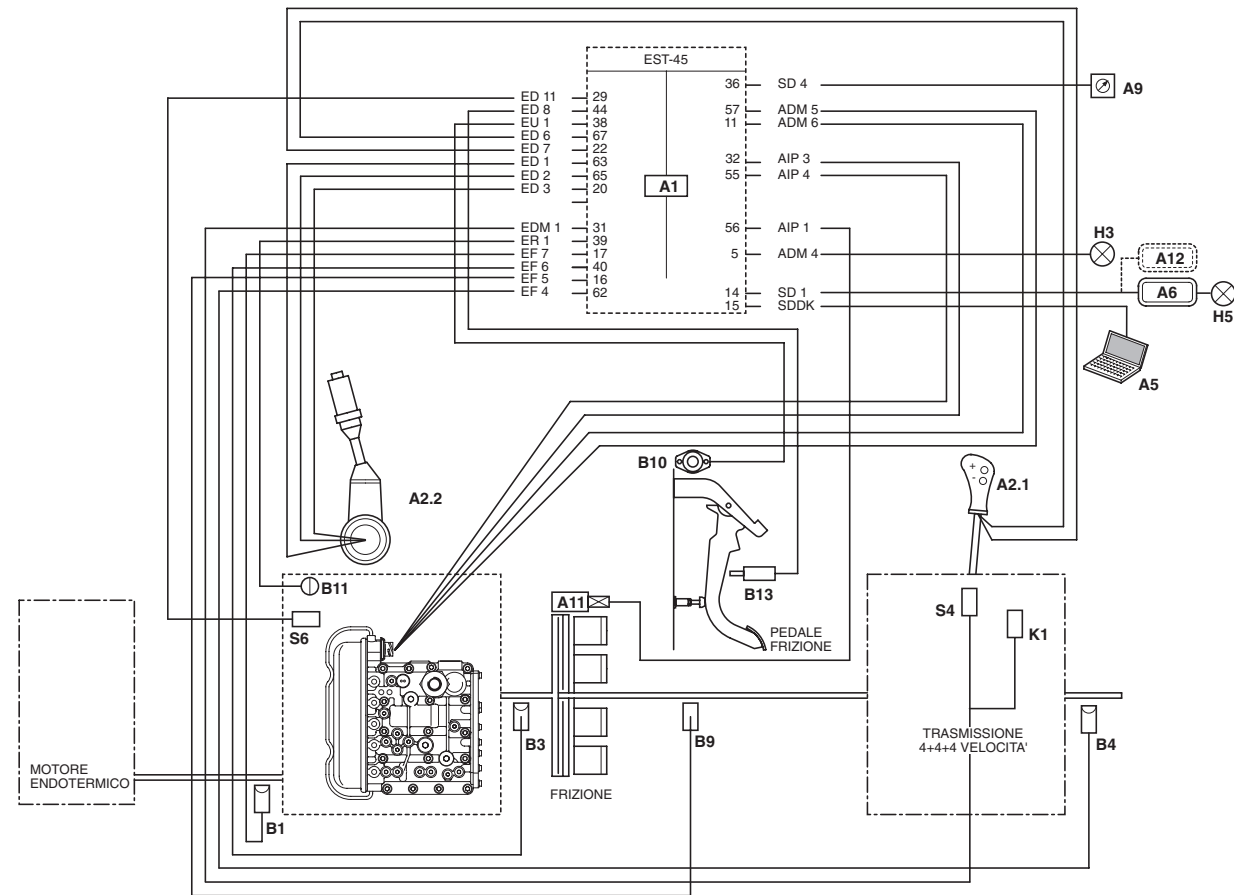 EST-45
A1
ED 11 29
ED 8 44
EU 1 38
ED 6 67
ED 7 22
ED 1 63
ED 2 65
ED 3 20
EDM 1 31
ER 1 39
EF 7 17
EF 6 40
EF 5 16
EF 4 62
36 SD 4
57 ADM 5
11 ADM 6
32 AIP 3
55 AIP 4
56 AIP 1
5 ADM 4
14 SD 1
15 SDDK
A9
H3
A12
A6
H5
A5
A2.2
B10
A2.1
B11
S6
A11
B13
PEDALE
FRIZIONE
S4
K1
MOTORE
ENDOTERMICO
B1
B3
FRIZIONE
B9
TRASMISSIONE
4+4+4 VELOCITA'
B4
+
-